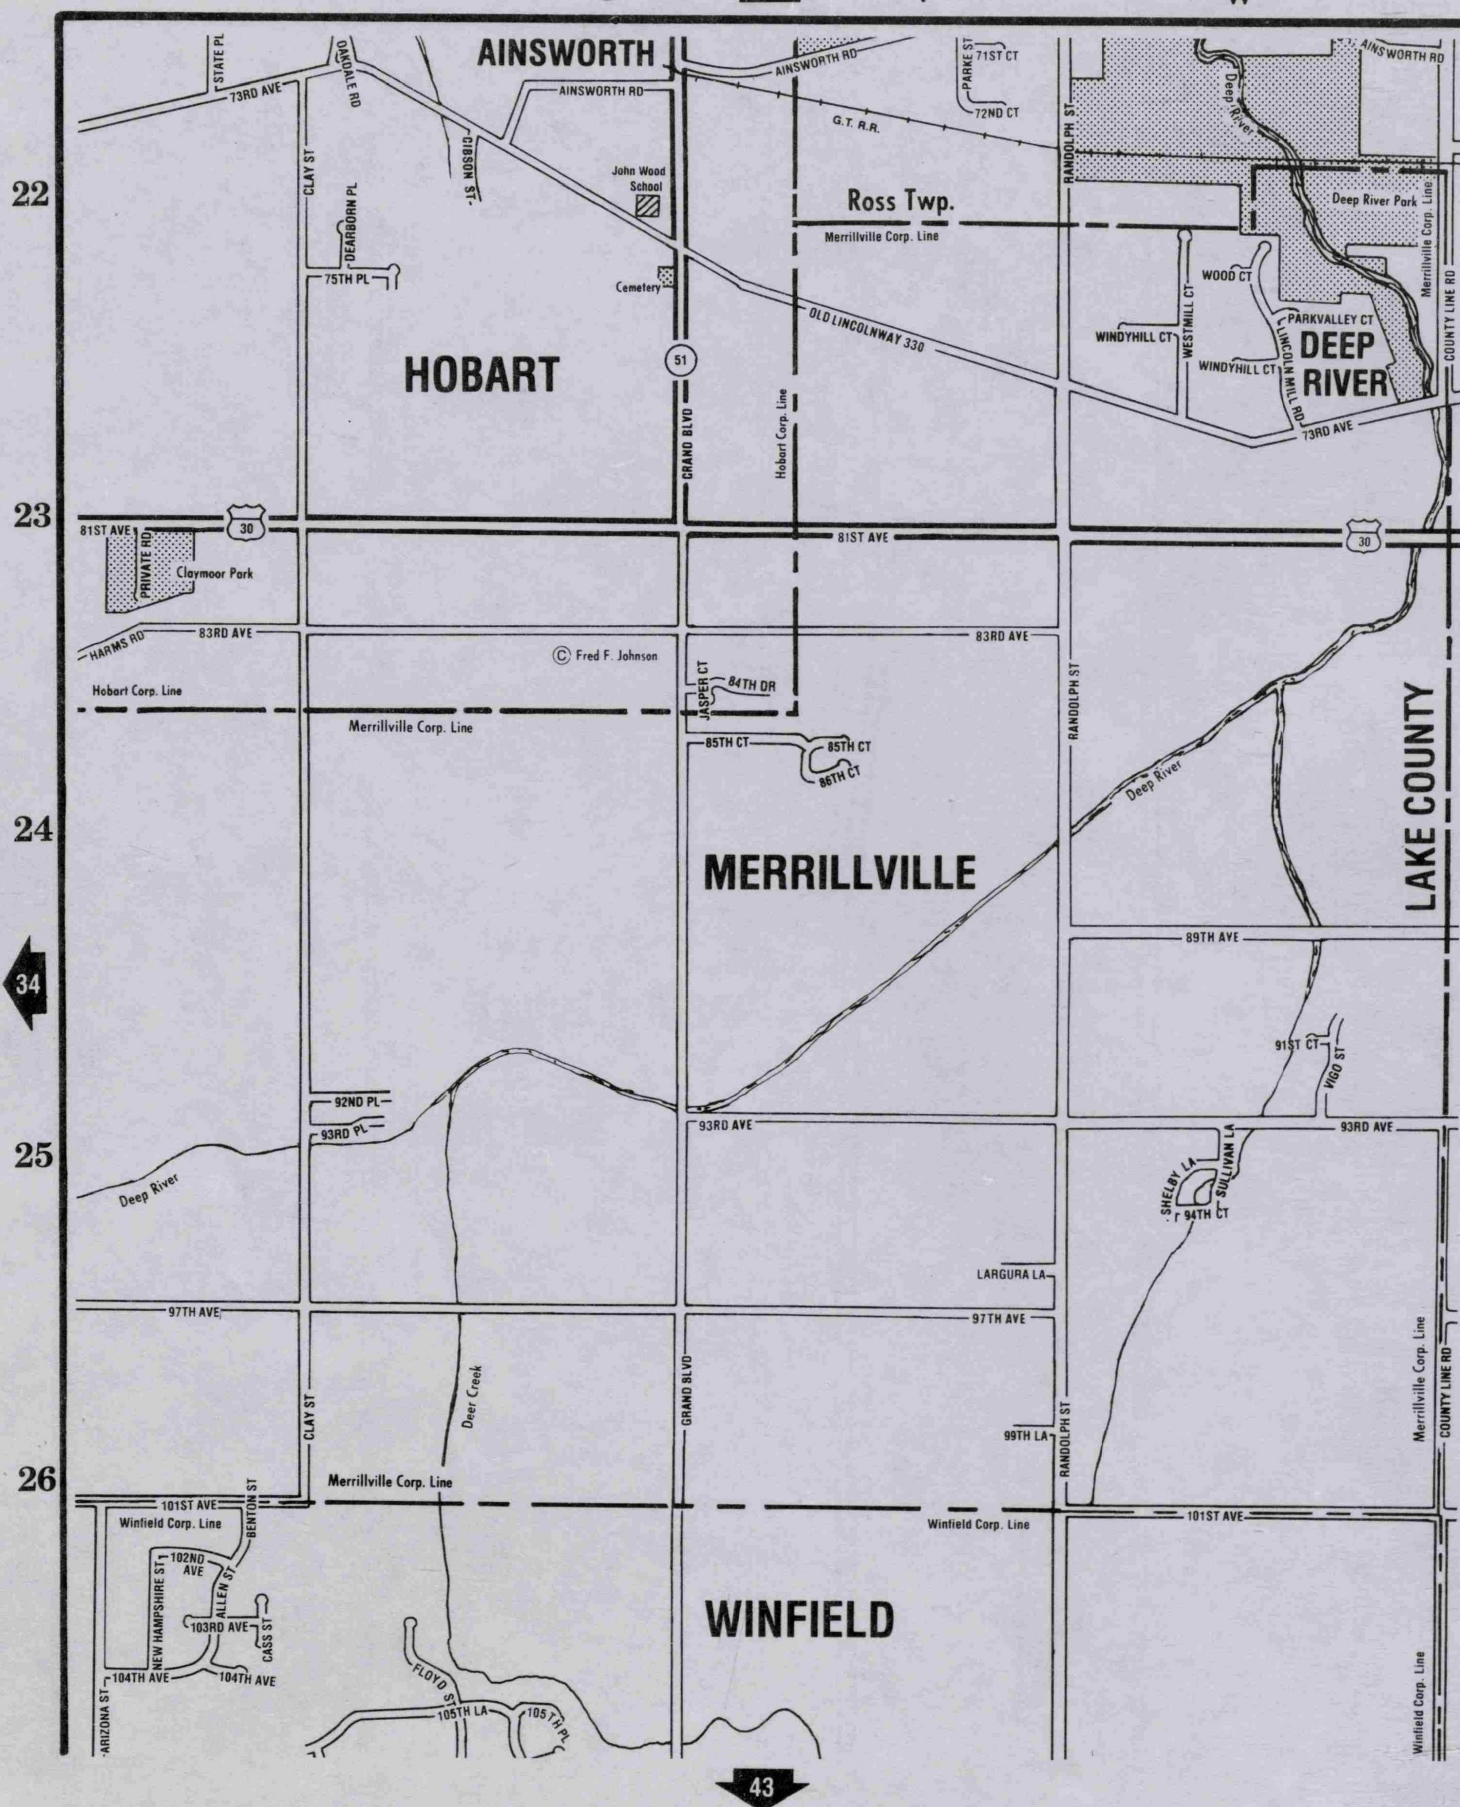 W
AINSWORTH
STATE PL
OAKDALE RD
73RD AVE
AINSWORTH RD
AINSWORTH RD
PARKE ST
71ST CT
72ND CT
G.T. R.R.
RANDOLPH ST
Deep River
AINSWORTH RD
22
CLAY ST
DEARBORN PL
75TH PL
GIBSON ST
John Wood
School
Cemetery
Ross Twp.
Merrillville Corp. Line
Deep River Park
Merrillville Corp. Line
COUNTY LINE RD
WOOD CT
WESTMILL CT
WINDYHILL CT
PARKVALLEY CT
WINDYHILL CT
LINCOLN MILL RD
DEEP
RIVER
73RD AVE
OLD LINCOLNWAY 330
HOBART
51
GRAND BLVD
Hobart Corp. Line
23
81ST AVE
30
PRIVATE RD
Claymoor Park
81ST AVE
30
HARMS RD
83RD AVE
83RD AVE
© Fred F. Johnson
Hobart Corp. Line
Merrillville Corp. Line
JASPER CT
84TH DR
85TH CT
85TH CT
86TH CT
RANDOLPH ST
Deep River
LAKE COUNTY
24
MERRILLVILLE
89TH AVE
34
91ST CT
VIGO ST
92ND PL
93RD PL
93RD AVE
93RD AVE
25
Deep River
SHELBY LA
SULLIVAN LA
94TH CT
LARGURA LA
97TH AVE
97TH AVE
CLAY ST
Deer Creek
GRAND BLVD
99TH LA
RANDOLPH ST
Merrillville Corp. Line
COUNTY LINE RD
26
Merrillville Corp. Line
101ST AVE
BENTON ST
Winfield Corp. Line
Winfield Corp. Line
101ST AVE
102ND
AVE
NEW HAMPSHIRE ST
ALLEN ST
103RD AVE
CASS ST
104TH AVE
104TH AVE
ARIZONA ST
WINFIELD
FLOYD ST
105TH LA
105TH PL
Winfield Corp. Line
43